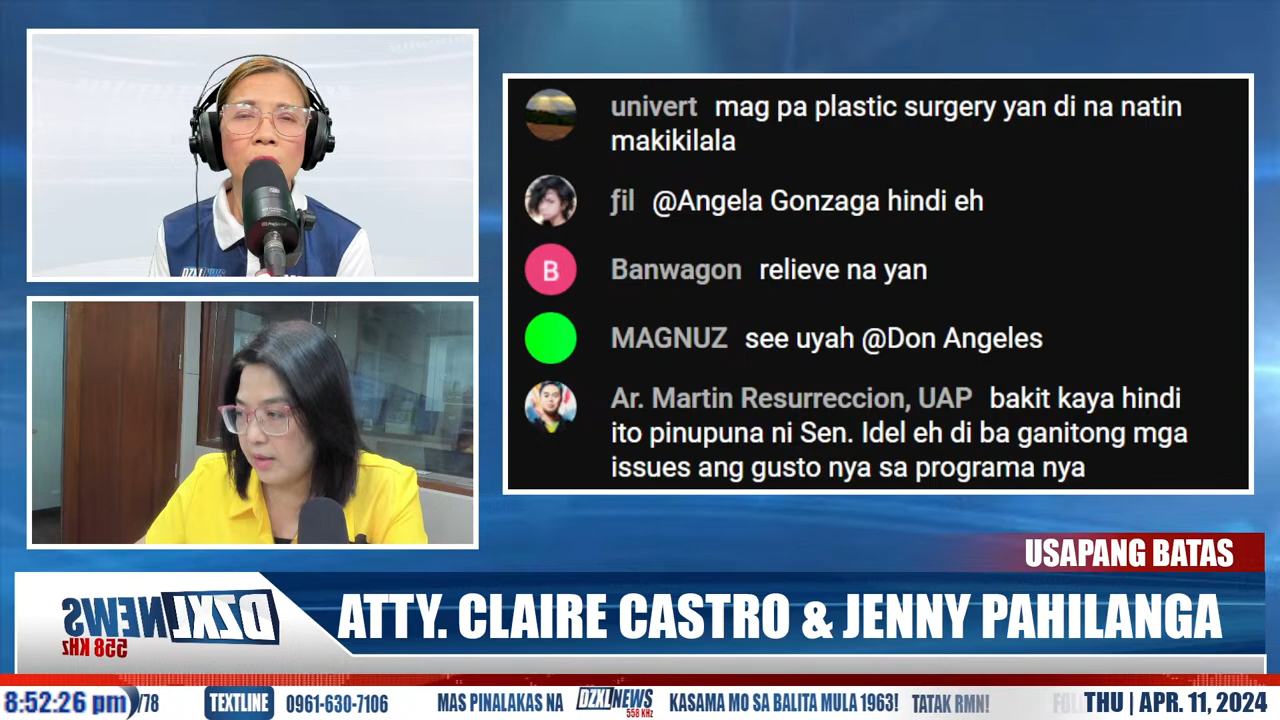 univert mag pa plastic surgery yan di na natin
makikilala
ƒil @Angela Gonzaga hindi eh
B
Banwagon relieve na yan
MAGNUZ see uyah @Don Angeles
Ar. Martin Resurreccion, UAP bakit kaya hindi
ito pinupuna ni Sen. Idel eh di ba ganitong mga
issues ang gusto nya sa programa nya
DZXL NEWS
USAPANG BATAS
DZXL NEWS
558 KHz
ATTY. CLAIRE CASTRO & JENNY PAHILANGA
8:52:26 pm /78 TEXTLINE 0961-630-7106 MAS PINALAKAS NA DZXL NEWS 558 KHz KASAMA MO SA BALITA MULA 1963! TATAK RMN! THU | APR. 11, 2024